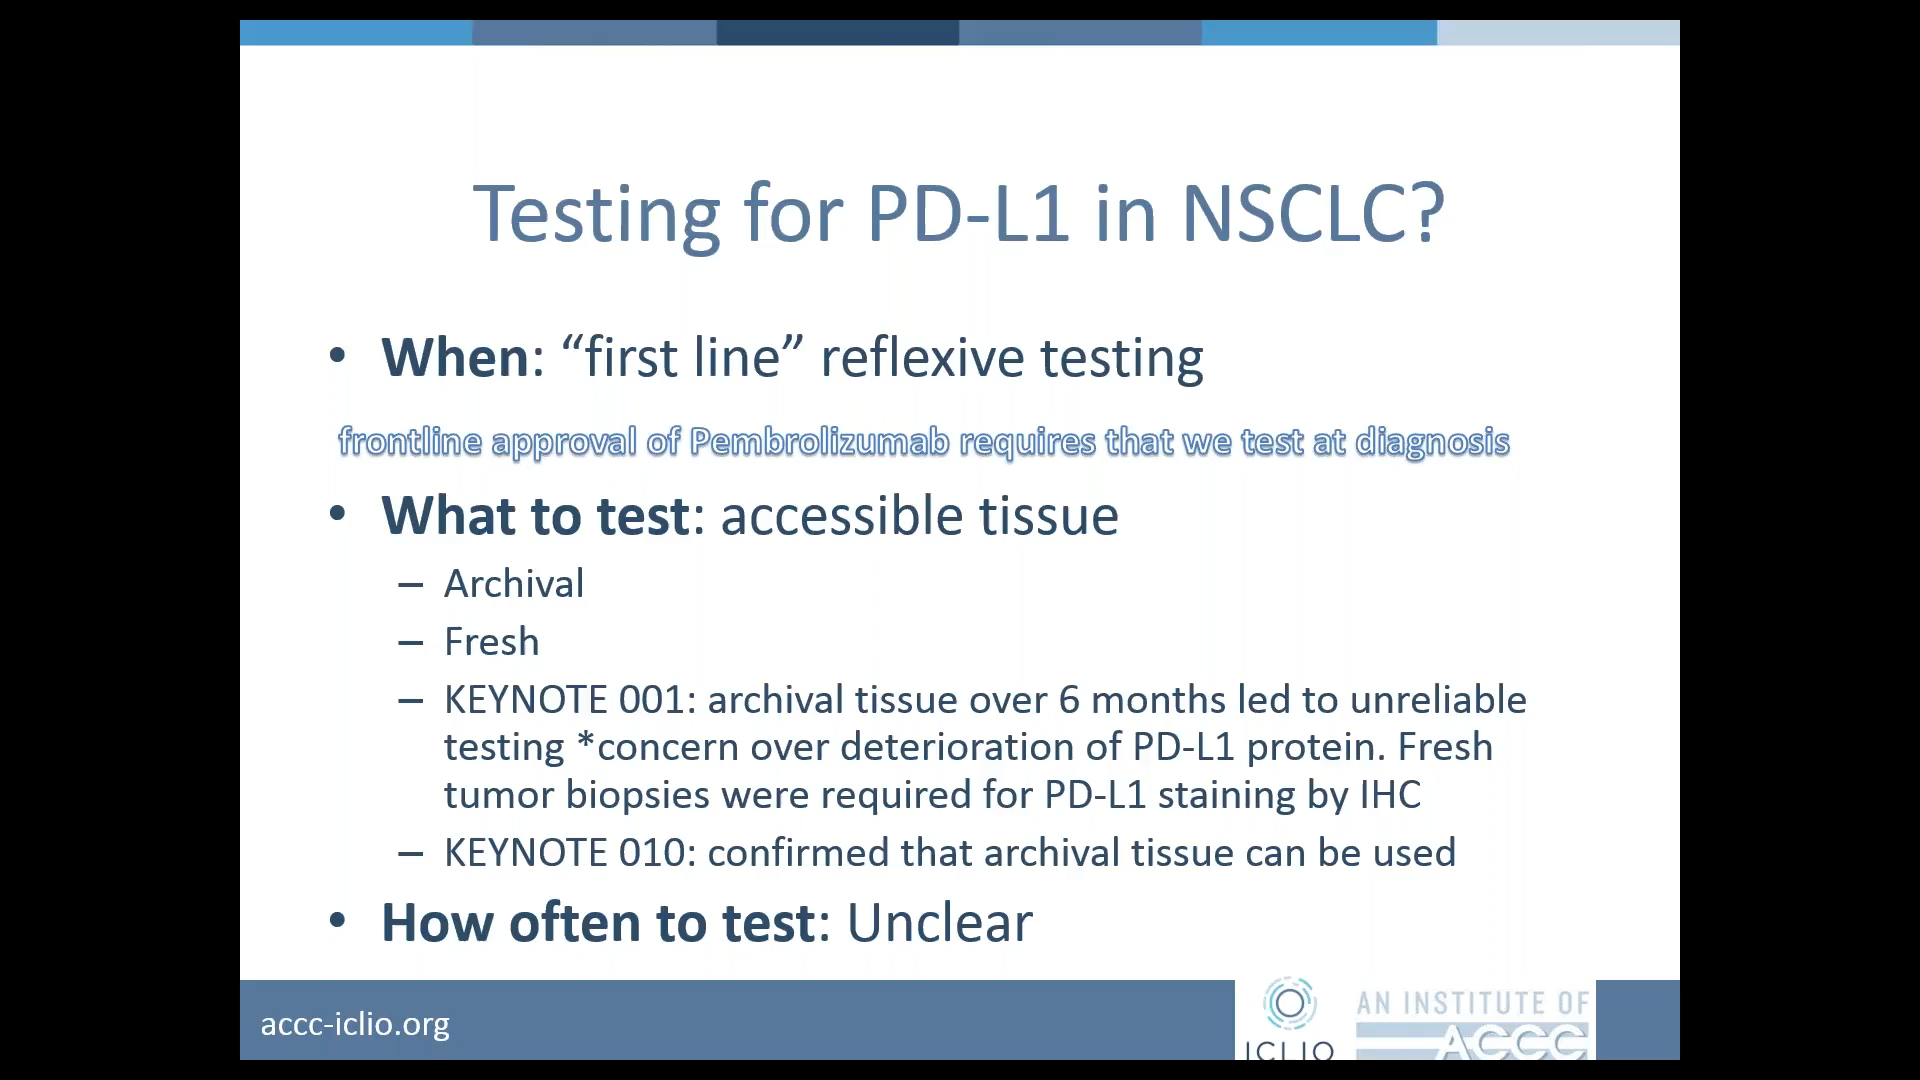 Testing for PD-L1 in NSCLC?
• When: “first line” reflexive testing
frontline approval of Pembrolizumab requires that we test at diagnosis
• What to test: accessible tissue
– Archival
– Fresh
– KEYNOTE 001: archival tissue over 6 months led to unreliable
testing *concern over deterioration of PD-L1 protein. Fresh
tumor biopsies were required for PD-L1 staining by IHC
– KEYNOTE 010: confirmed that archival tissue can be used
• How often to test: Unclear
accc-iclio.org
ICLIO
AN INSTITUTE OF
ACCC